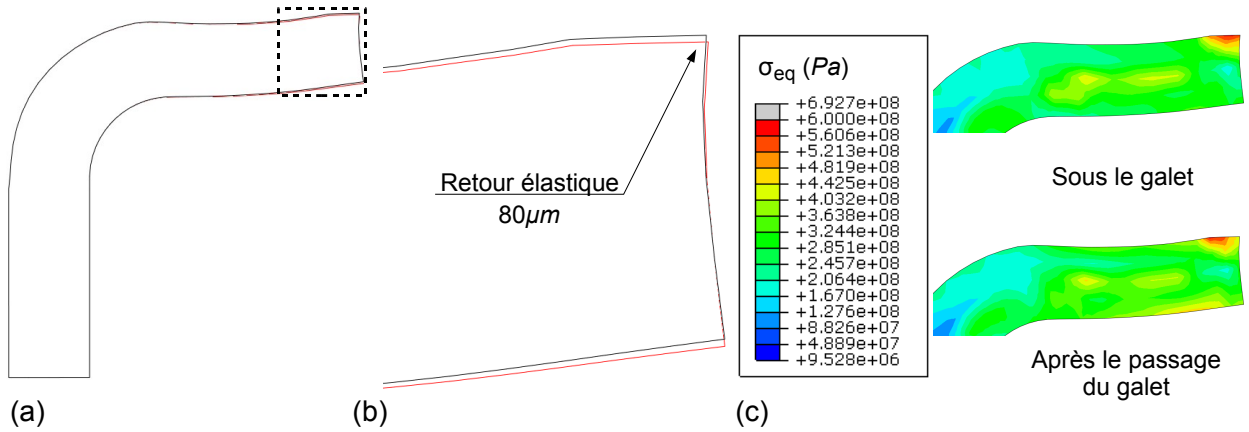 Retour élastique
80µm
σeq (Pa)
+6.927e+08
+6.000e+08
+5.606e+08
+5.213e+08
+4.819e+08
+4.425e+08
+4.032e+08
+3.638e+08
+3.244e+08
+2.851e+08
+2.457e+08
+2.064e+08
+1.670e+08
+1.276e+08
+8.826e+07
+4.889e+07
+9.528e+06
Sous le galet
Après le passage
du galet
(a)
(b)
(c)